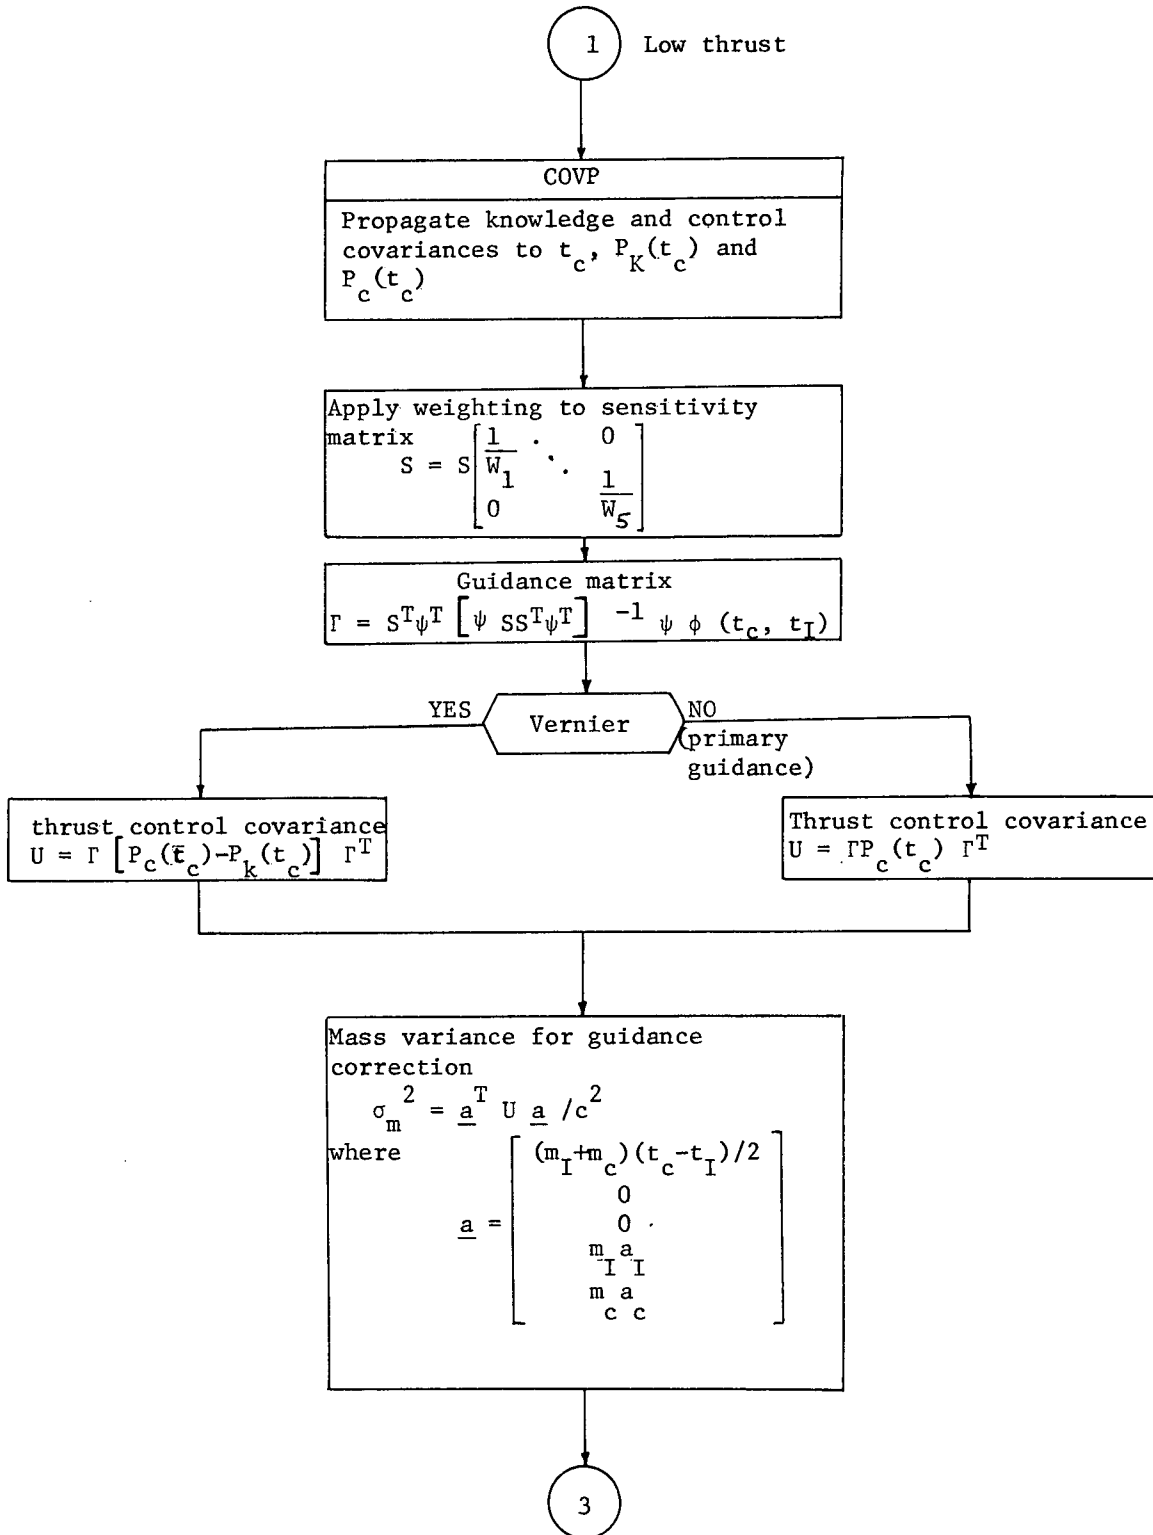 1 Low thrust
COVP
Propagate knowledge and control
covariances to t_c, P_K(t_c) and
P_c(t_c)
Apply weighting to sensitivity
matrix
S = S [ 1/W_1 . 0
. .
0 1/W_5 ]
Guidance matrix
Γ = S^T ψ^T [ψ SS^T ψ^T]^-1 ψ φ (t_c, t_I)
YES
Vernier
NO
(primary
guidance)
thrust control covariance
U = Γ [P_c(t_c)-P_k(t_c)] Γ^T
Thrust control covariance
U = ΓP_c(t_c) Γ^T
Mass variance for guidance
correction
σ_m^2 = a^T U a /c^2
where
a = [ (m_I+m_c)(t_c-t_I)/2
0
0
m_I a_I
m_c a_c ]
3